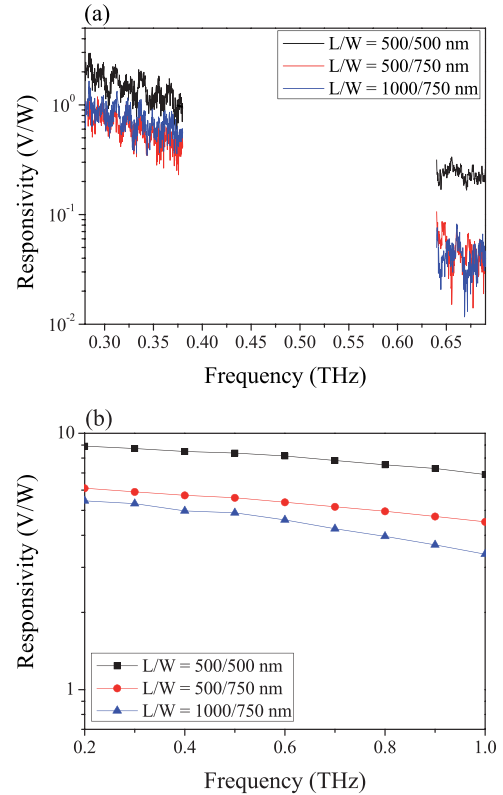 (a)
L/W = 500/500 nm
L/W = 500/750 nm
L/W = 1000/750 nm
Responsivity (V/W)
10^0
10^-1
10^-2
0.30 0.35 0.40 0.45 0.50 0.55 0.60 0.65
Frequency (THz)
(b)
10
Responsivity (V/W)
1
L/W = 500/500 nm
L/W = 500/750 nm
L/W = 1000/750 nm
0.2 0.4 0.6 0.8 1.0
Frequency (THz)